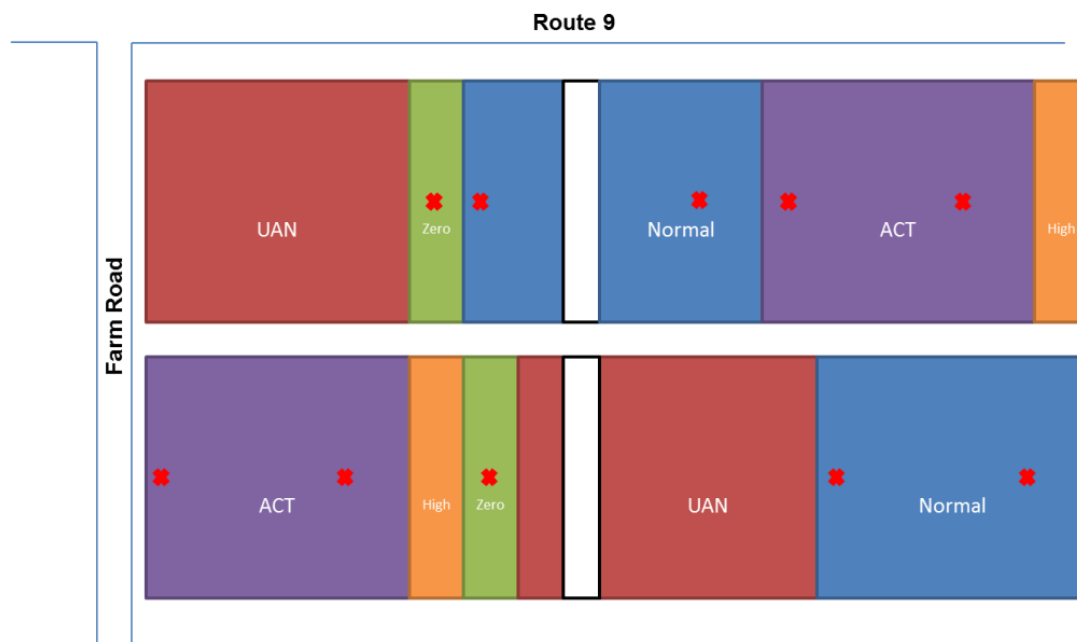 Route 9
Farm Road
UAN
Zero
Normal
ACT
High
ACT
High
Zero
UAN
Normal